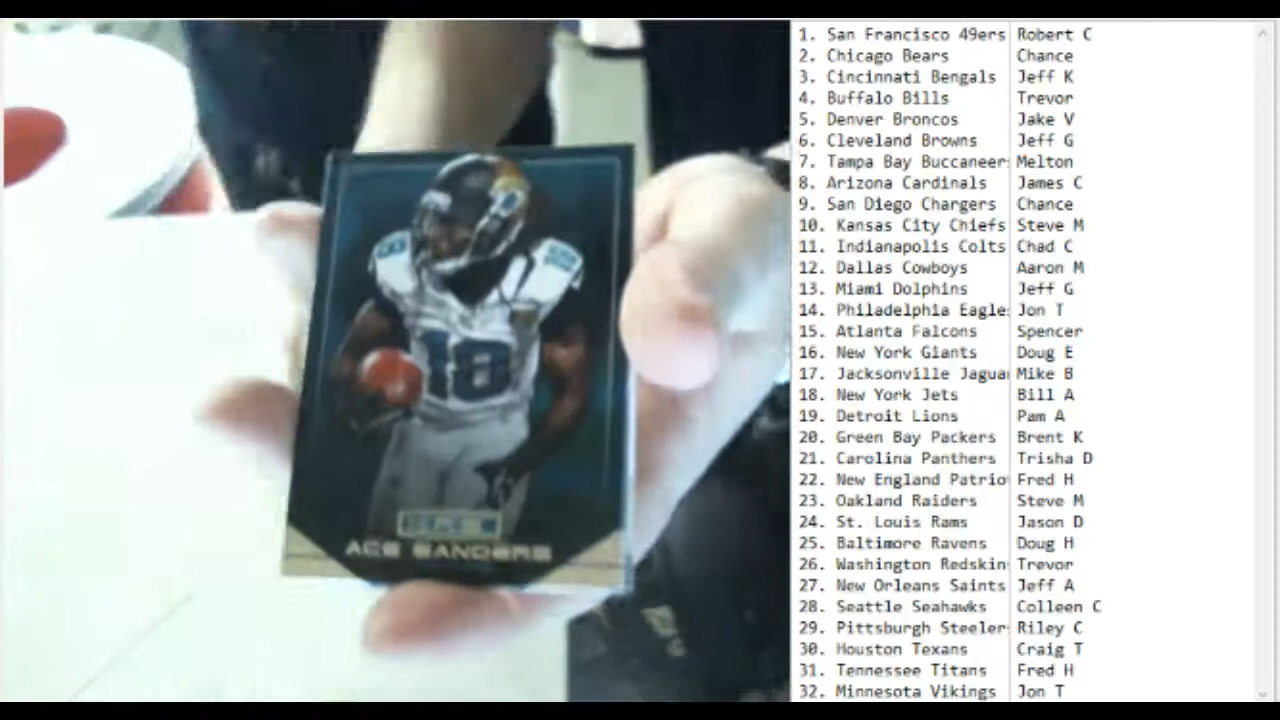 18
ACE SANDERS
1. San Francisco 49ers Robert C
2. Chicago Bears Chance
3. Cincinnati Bengals Jeff K
4. Buffalo Bills Trevor
5. Denver Broncos Jake V
6. Cleveland Browns Jeff G
7. Tampa Bay Buccaneer Melton
8. Arizona Cardinals James C
9. San Diego Chargers Chance
10. Kansas City Chiefs Steve M
11. Indianapolis Colts Chad C
12. Dallas Cowboys Aaron M
13. Miami Dolphins Jeff G
14. Philadelphia Eagle Jon T
15. Atlanta Falcons Spencer
16. New York Giants Doug E
17. Jacksonville Jagua Mike B
18. New York Jets Bill A
19. Detroit Lions Pam A
20. Green Bay Packers Brent K
21. Carolina Panthers Trisha D
22. New England Patrio Fred H
23. Oakland Raiders Steve M
24. St. Louis Rams Jason D
25. Baltimore Ravens Doug H
26. Washington Redskin Trevor
27. New Orleans Saints Jeff A
28. Seattle Seahawks Colleen C
29. Pittsburgh Steeler Riley C
30. Houston Texans Craig T
31. Tennessee Titans Fred H
32. Minnesota Vikings Jon T